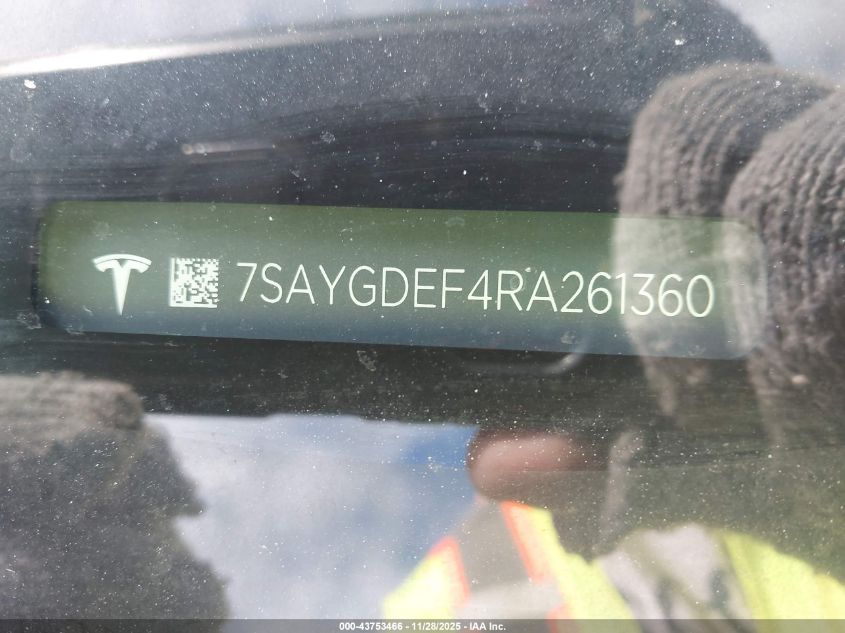 7SAYGDEF4RA261360
000-43753466 - 11/28/2025 - IAA Inc.